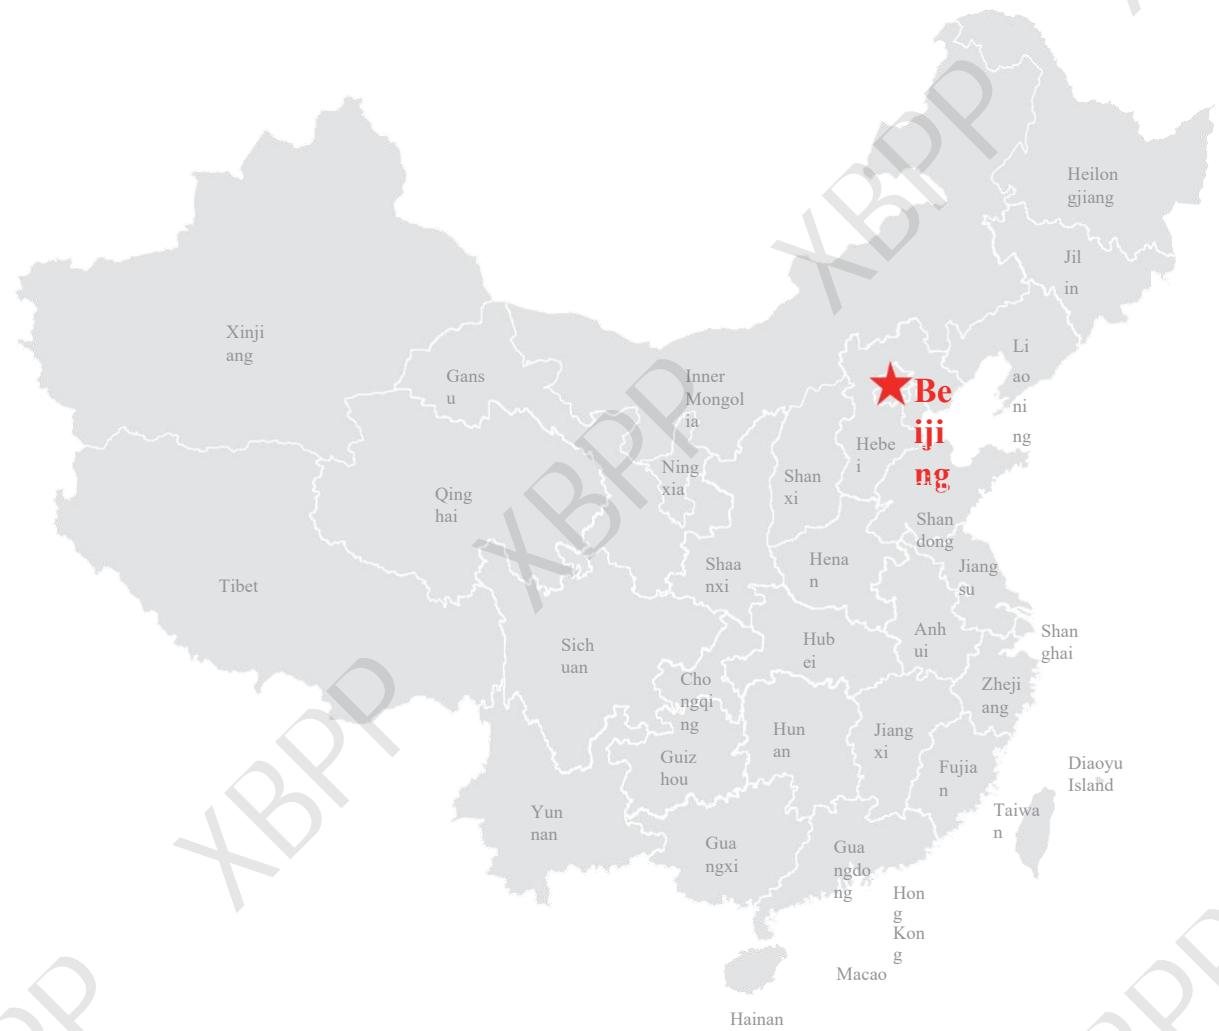 XBPP
Heilon
gjiang
Jil
in
Xinji
ang
Li
ao
ni
ng
Gans
u
Inner
Mongol
ia
Be
iji
ng
Hebe
i
Ning
xia
Shan
xi
Qing
hai
XBPP
Shan
dong
Tibet
Shaa
nxi
Hena
n
Jiang
su
Sich
uan
Hub
ei
Anh
ui
Shan
ghai
Cho
ngqi
ng
Zheji
ang
XBPP
Hun
an
Jiang
xi
Guiz
hou
Fujia
n
Diaoyu
Island
Yun
nan
Taiwa
n
Gua
ngxi
Gua
ngdo
ng
Hon
g
Kon
g
Macao
Hainan